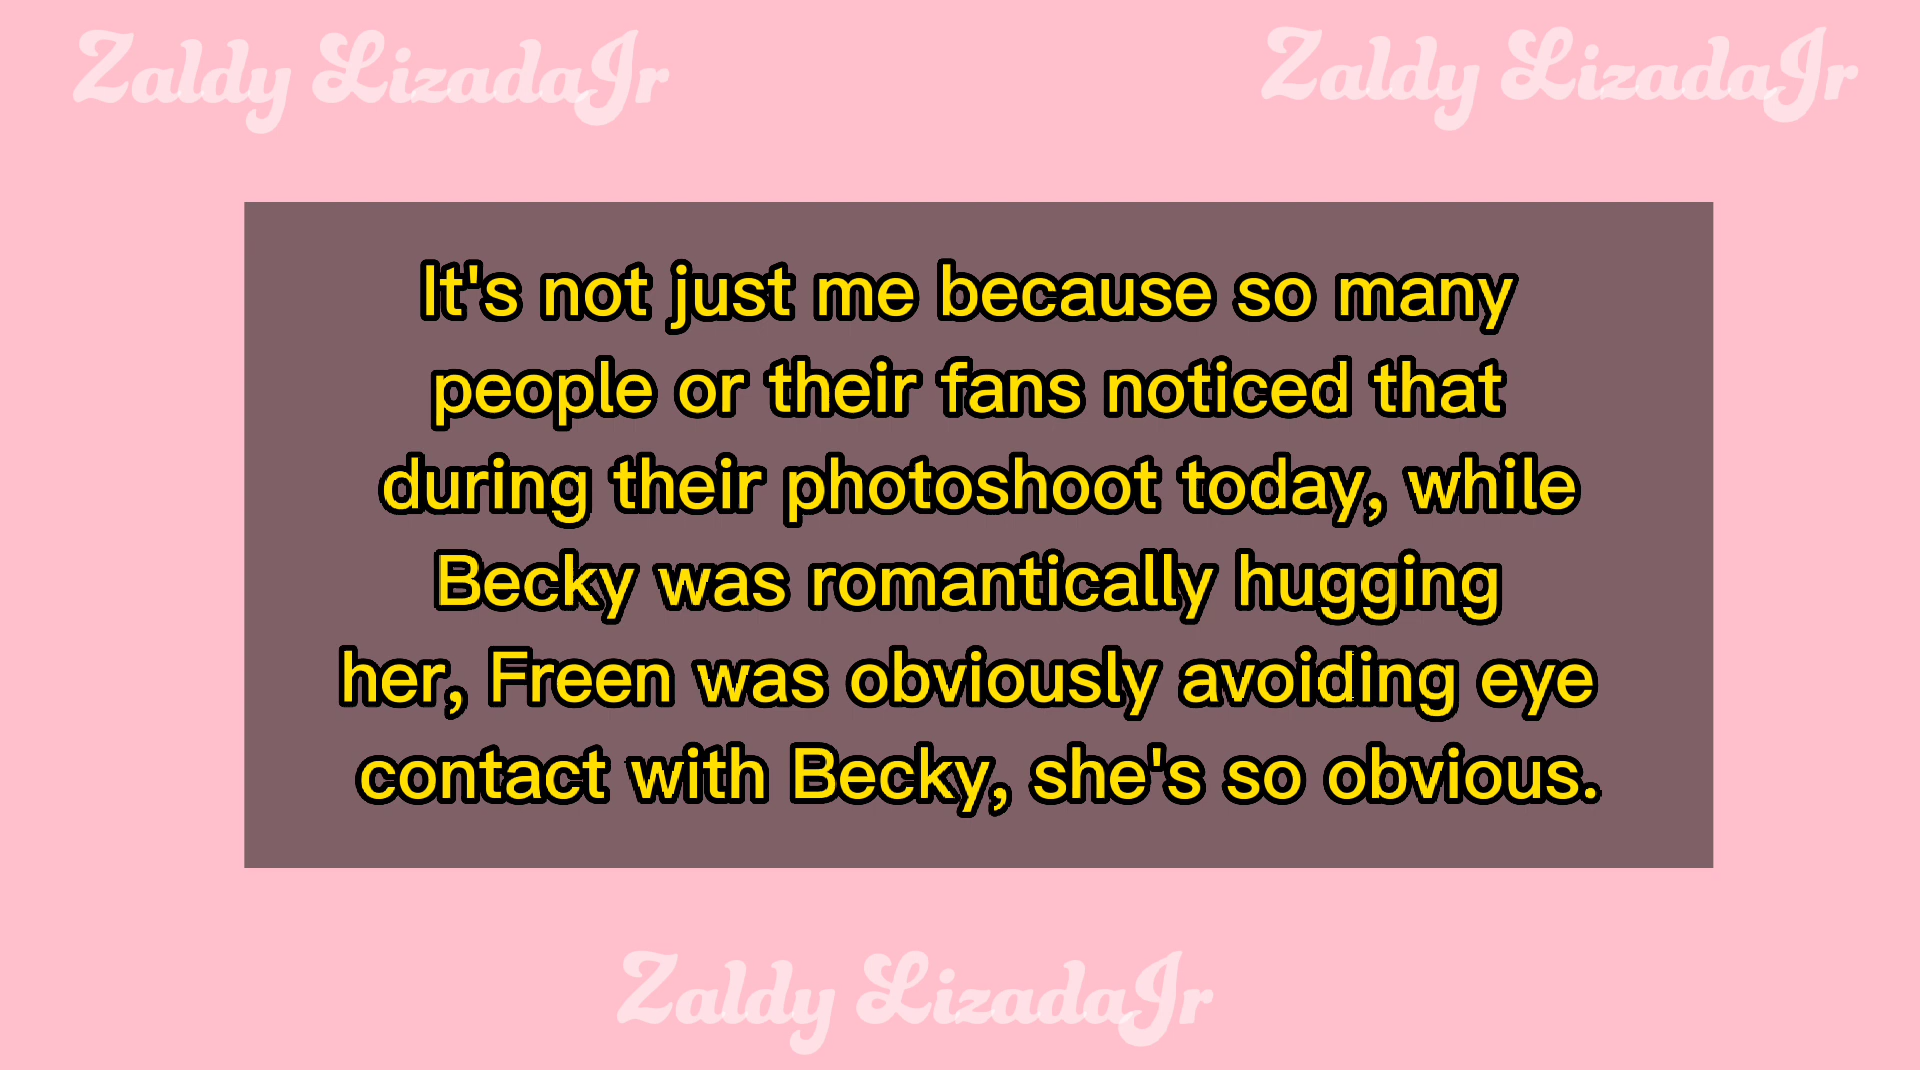 Zaldy LizadaJr Zaldy LizadaJr
It's not just me because so many
people or their fans noticed that
during their photoshoot today, while
Becky was romantically hugging
her, Freen was obviously avoiding eye
contact with Becky, she's so obvious.
Zaldy LizadaJr